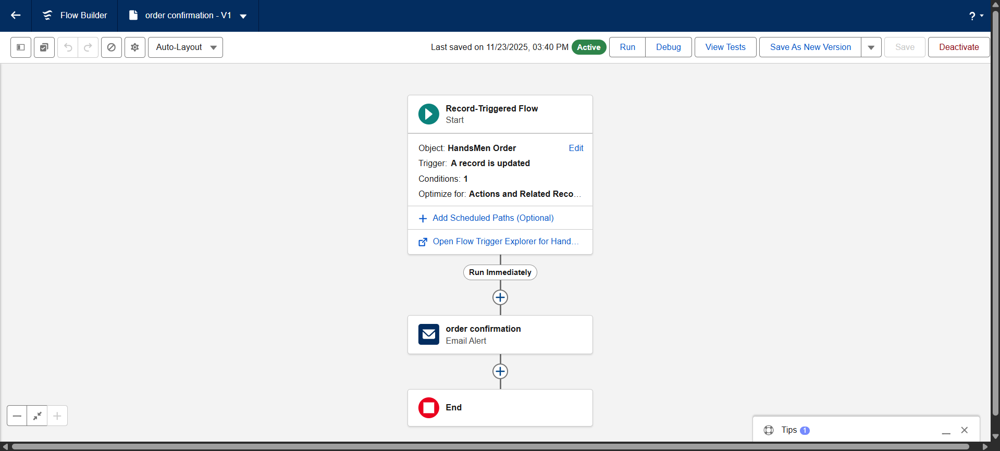 Flow Builder
order confirmation - V1
?
Auto-Layout
Last saved on 11/23/2025, 03:40 PM
Active
Run
Debug
View Tests
Save As New Version
Save
Deactivate
Record-Triggered Flow
Start
Object: HandsMen Order
Edit
Trigger: A record is updated
Conditions: 1
Optimize for: Actions and Related Reco...
Add Scheduled Paths (Optional)
Open Flow Trigger Explorer for Hand...
Run Immediately
order confirmation
Email Alert
End
Tips 1